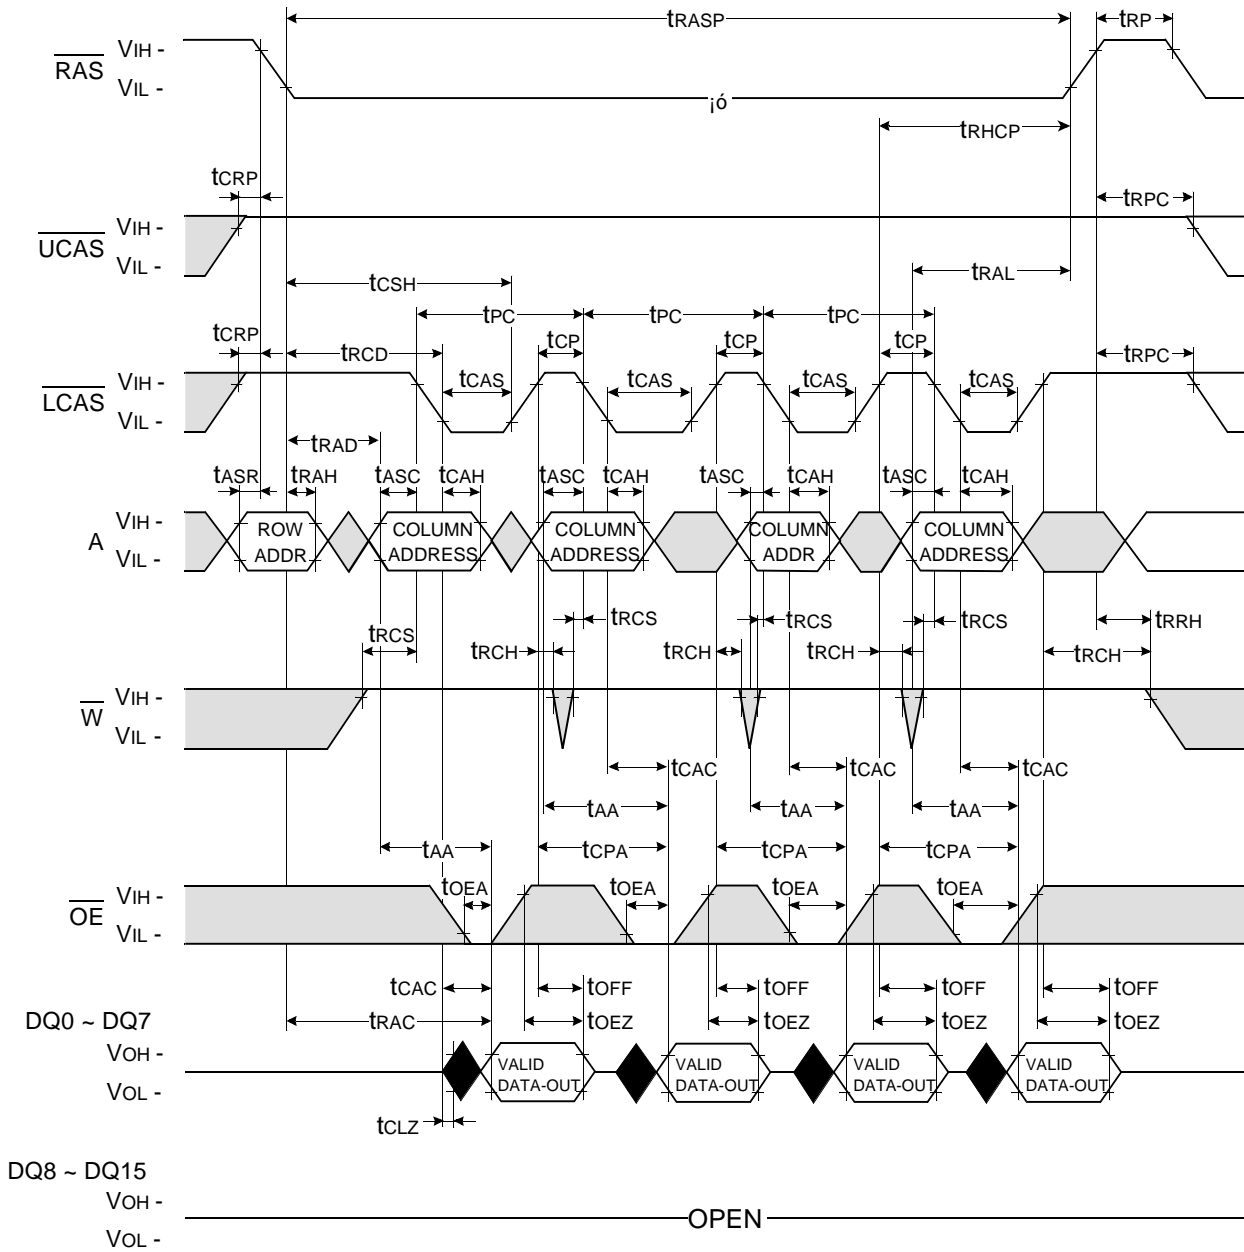 tRASP
tRP
RAS
VIH -
VIL -
¡ó
tRHCP
tCRP
tRPC
UCAS
VIH -
VIL -
tCSH
tRAL
tPC
tPC
tPC
tCRP
tRCD
tCP
tCP
tCP
tRPC
LCAS
VIH -
VIL -
tCAS
tCAS
tCAS
tCAS
tRAD
tASR
tRAH
tASC
tCAH
tASC
tCAH
tASC
tCAH
tASC
tCAH
A
VIH -
VIL -
ROW
ADDR
COLUMN
ADDRESS
COLUMN
ADDRESS
COLUMN
ADDR
COLUMN
ADDRESS
tRCS
tRCS
tRCS
tRCS
tRRH
tRCH
tRCH
tRCH
tRCH
W
VIH -
VIL -
tCAC
tCAC
tCAC
tAA
tAA
tAA
tAA
tCPA
tCPA
tCPA
OE
VIH -
VIL -
tOEA
tOEA
tOEA
tOEA
tCAC
tOFF
tOFF
tOFF
tOFF
DQ0 ~ DQ7
tRAC
tOEZ
tOEZ
tOEZ
tOEZ
VOH -
VOL -
VALID
DATA-OUT
VALID
DATA-OUT
VALID
DATA-OUT
VALID
DATA-OUT
tCLZ
DQ8 ~ DQ15
VOH -
VOL -
OPEN